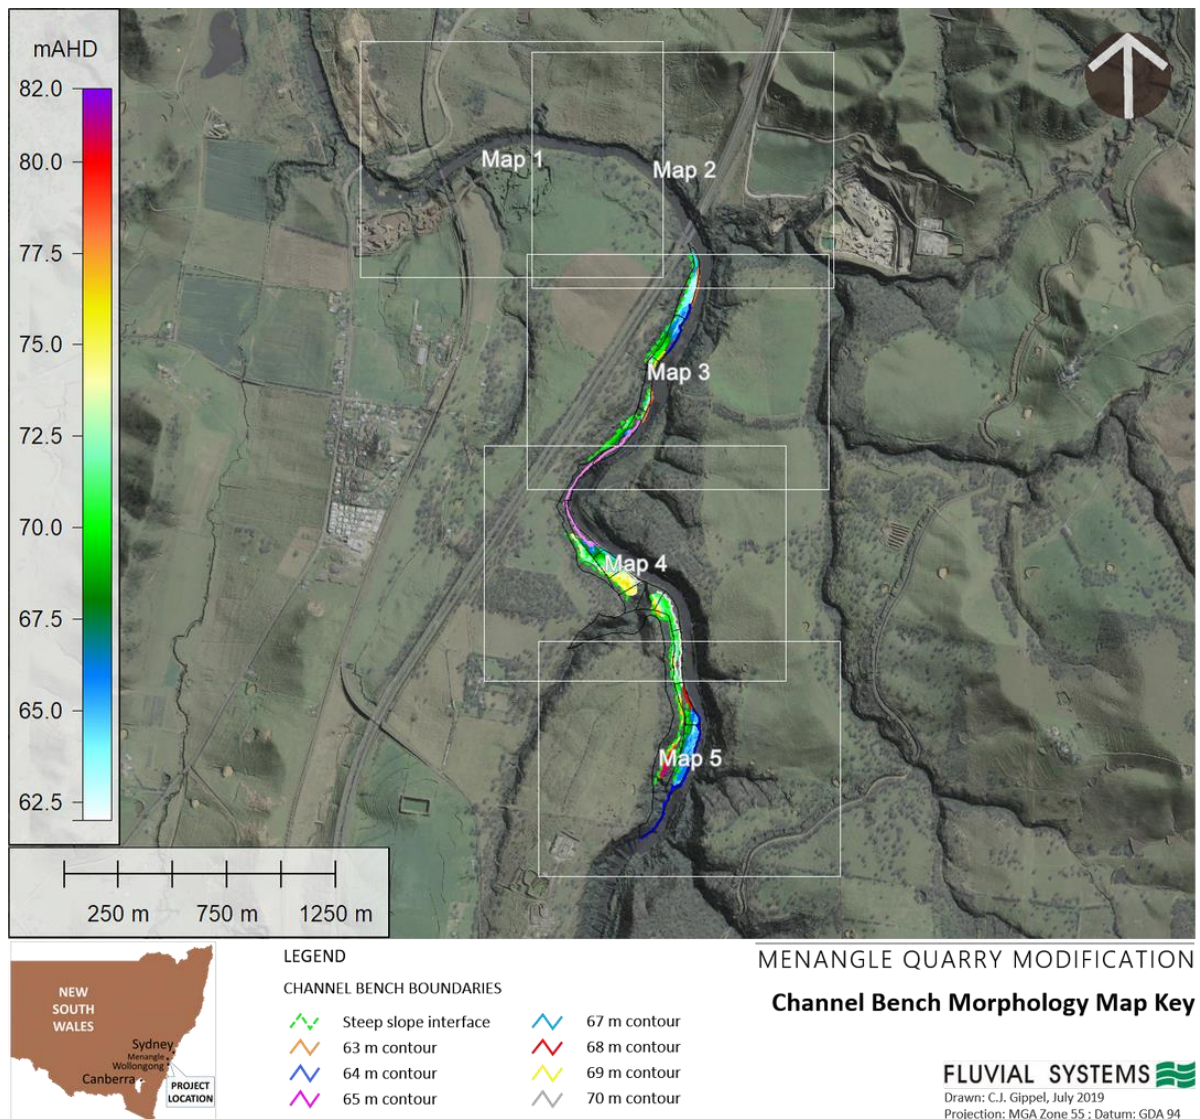 mAHD
82.0
80.0
77.5
75.0
72.5
70.0
67.5
65.0
62.5
Map 1
Map 2
Map 3
Map 4
Map 5
250 m 750 m 1250 m
NEW
SOUTH
WALES
Sydney
Menangle
Wollongong
Canberra
PROJECT
LOCATION
LEGEND
CHANNEL BENCH BOUNDARIES
Steep slope interface
63 m contour
64 m contour
65 m contour
67 m contour
68 m contour
69 m contour
70 m contour
MENANGLE QUARRY MODIFICATION
Channel Bench Morphology Map Key
FLUVIAL SYSTEMS
Drawn: C.J. Gippel, July 2019
Projection: MGA Zone 55 ; Datum: GDA 94